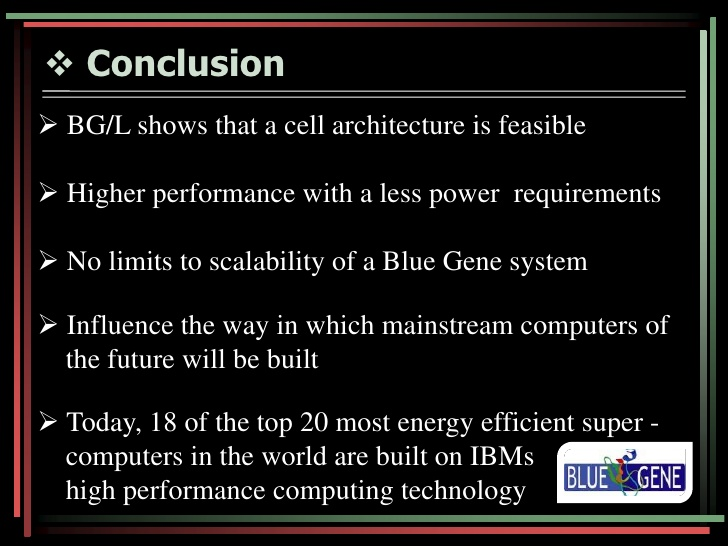 ❖ Conclusion
➢ BG/L shows that a cell architecture is feasible
➢ Higher performance with a less power requirements
➢ No limits to scalability of a Blue Gene system
➢ Influence the way in which mainstream computers of
the future will be built
➢ Today, 18 of the top 20 most energy efficient super -
computers in the world are built on IBMs
high performance computing technology
BLUE GENE